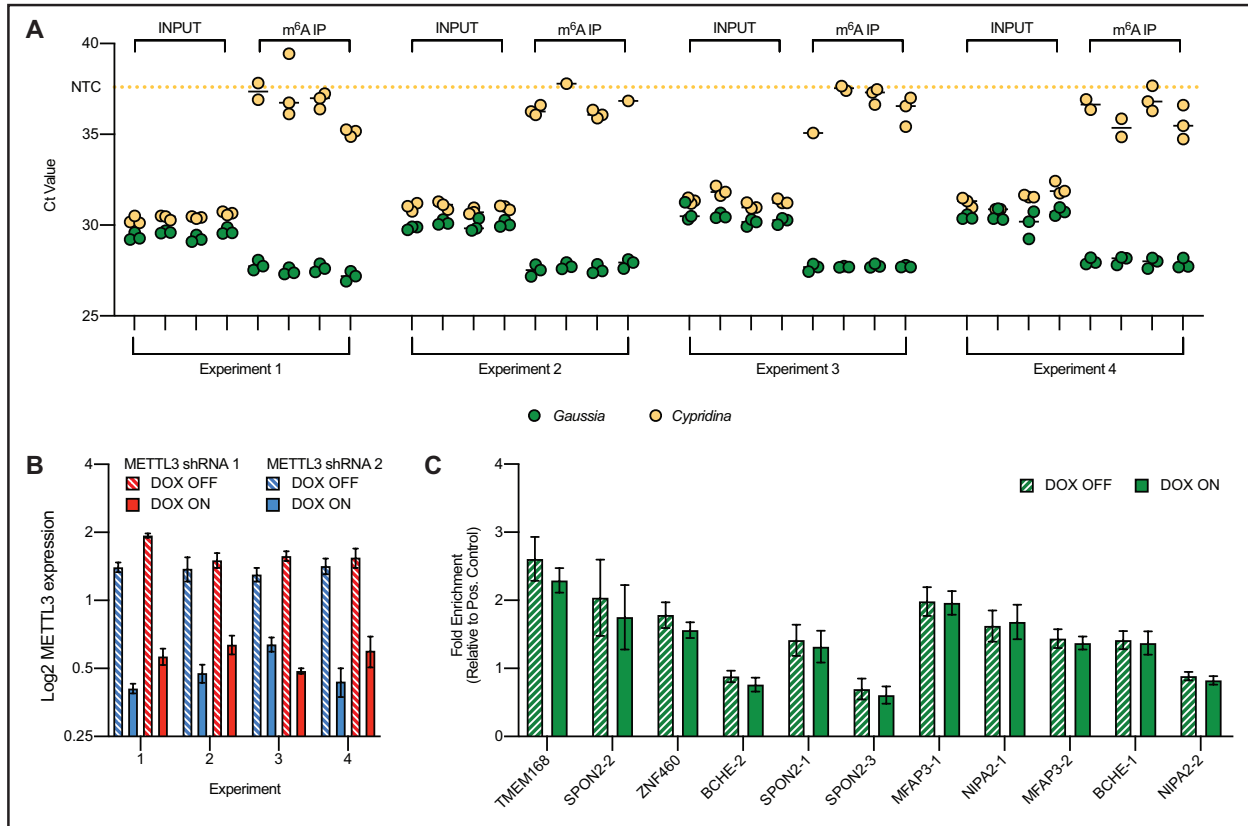 A
INPUT m⁶A IP INPUT m⁶A IP INPUT m⁶A IP INPUT m⁶A IP
40
NTC
35
30
25
Ct Value
Experiment 1 Experiment 2 Experiment 3 Experiment 4
Gaussia Cypridina
B
METTL3 shRNA 1 METTL3 shRNA 2
DOX OFF DOX OFF
DOX ON DOX ON
4
2
1
0.5
0.25
Log2 METTL3 expression
1 2 3 4
Experiment
C
DOX OFF DOX ON
4
3
2
1
0
Fold Enrichment
(Relative to Pos. Control)
TMEM168
SPON2-2
ZNF460
BCHE-2
SPON2-1
SPON2-3
MFAP3-1
NIPA2-1
MFAP3-2
BCHE-1
NIPA2-2